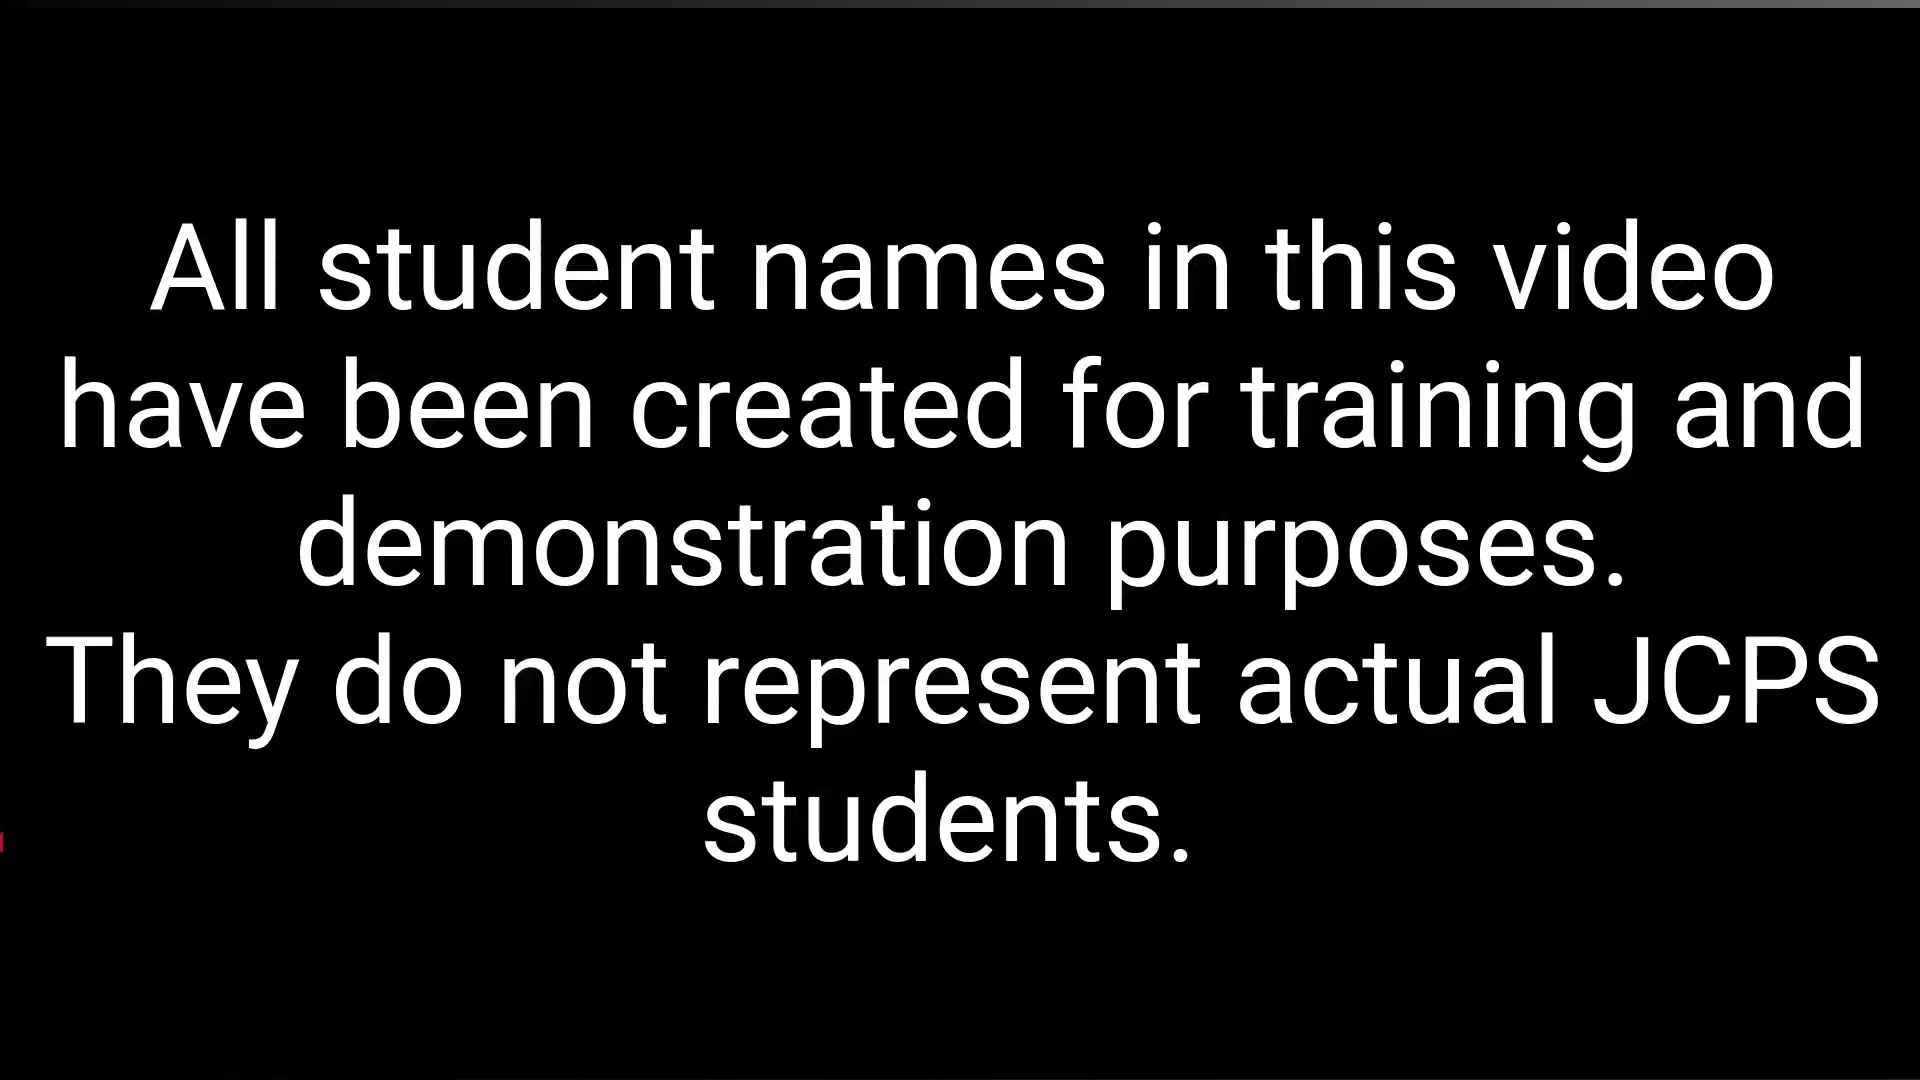 All student names in this video
have been created for training and
demonstration purposes.
They do not represent actual JCPS
students.